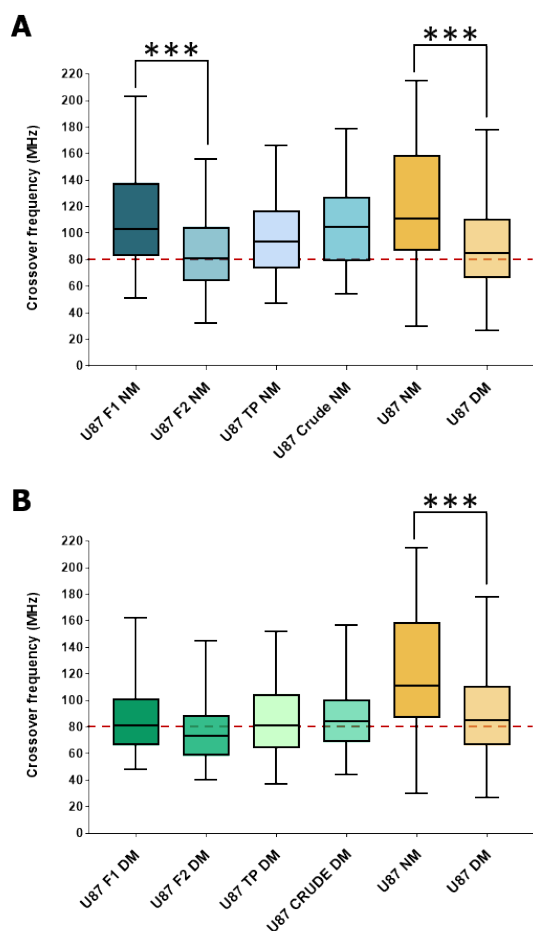 A
***
***
Crossover frequency (MHz)
220
200
180
160
140
120
100
80
60
40
20
0
U87 F1 NM
U87 F2 NM
U87 TP NM
U87 Crude NM
U87 NM
U87 DM
B
***
Crossover frequency (MHz)
220
200
180
160
140
120
100
80
60
40
20
0
U87 F1 DM
U87 F2 DM
U87 TP DM
U87 CRUDE DM
U87 NM
U87 DM